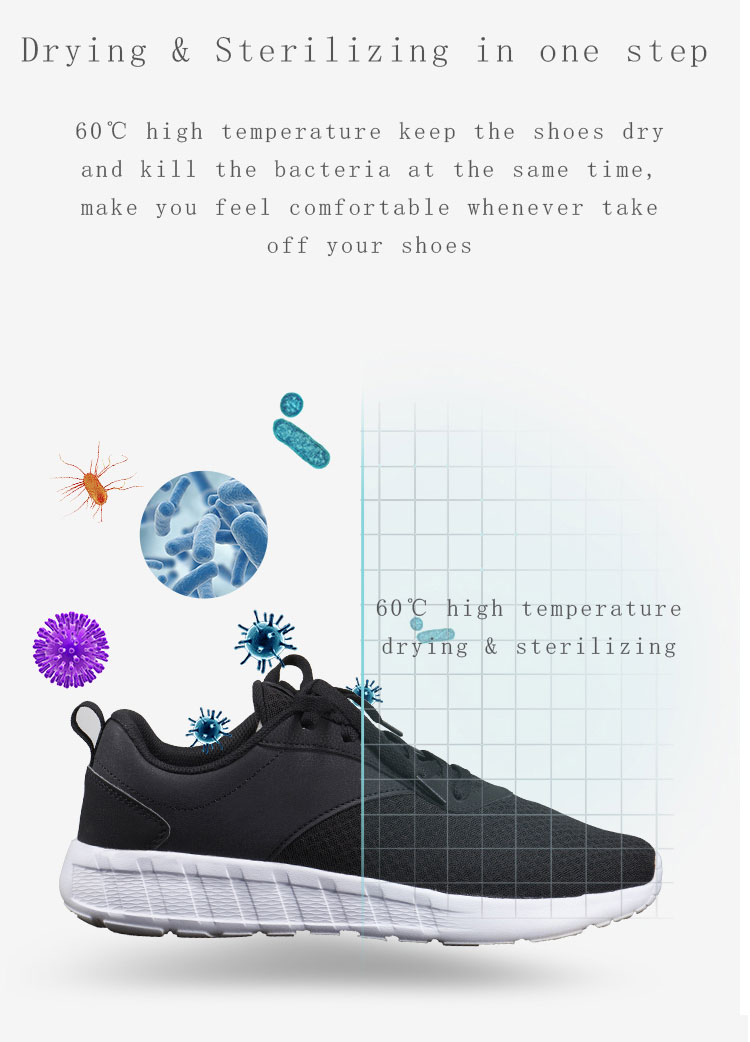 Drying & Sterilizing in one step
60℃ high temperature keep the shoes dry
and kill the bacteria at the same time,
make you feel comfortable whenever take
off your shoes
60℃ high temperature
drying & sterilizing